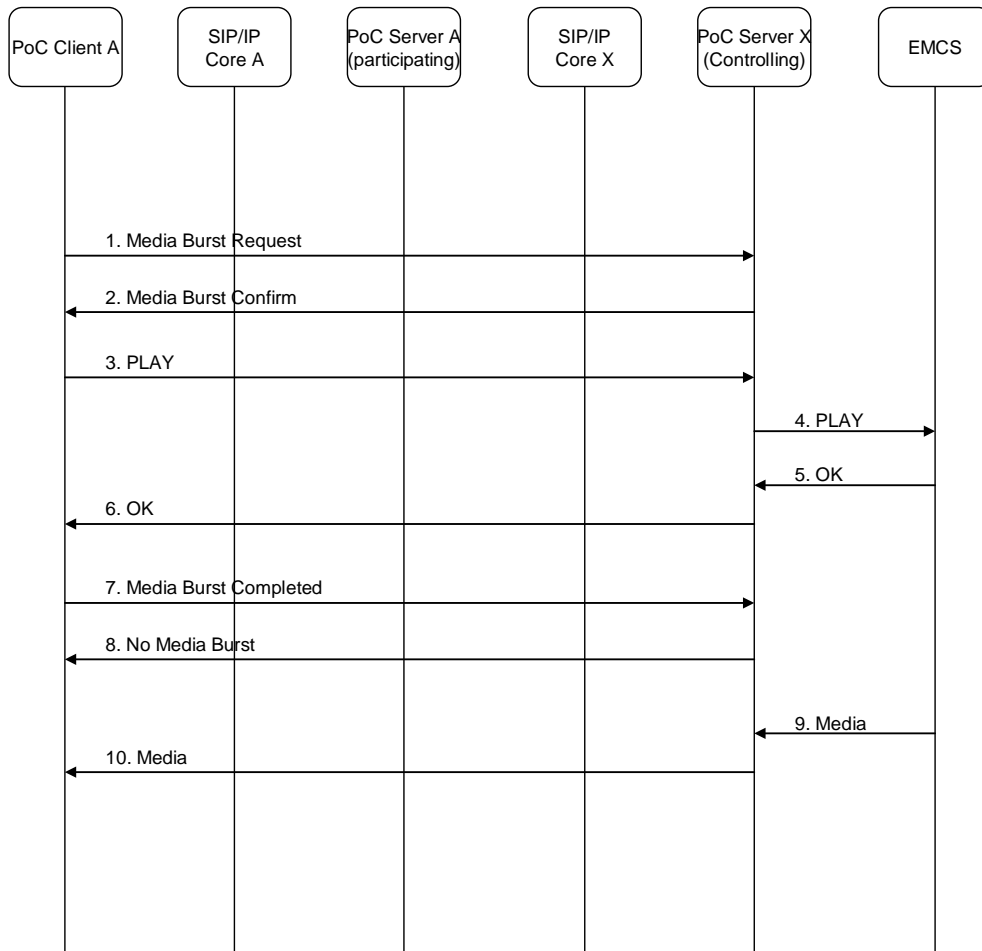 PoC Client A
SIP/IP
Core A
PoC Server A
(participating)
SIP/IP
Core X
PoC Server X
(Controlling)
EMCS
1. Media Burst Request
2. Media Burst Confirm
3. PLAY
4. PLAY
5. OK
6. OK
7. Media Burst Completed
8. No Media Burst
9. Media
10. Media